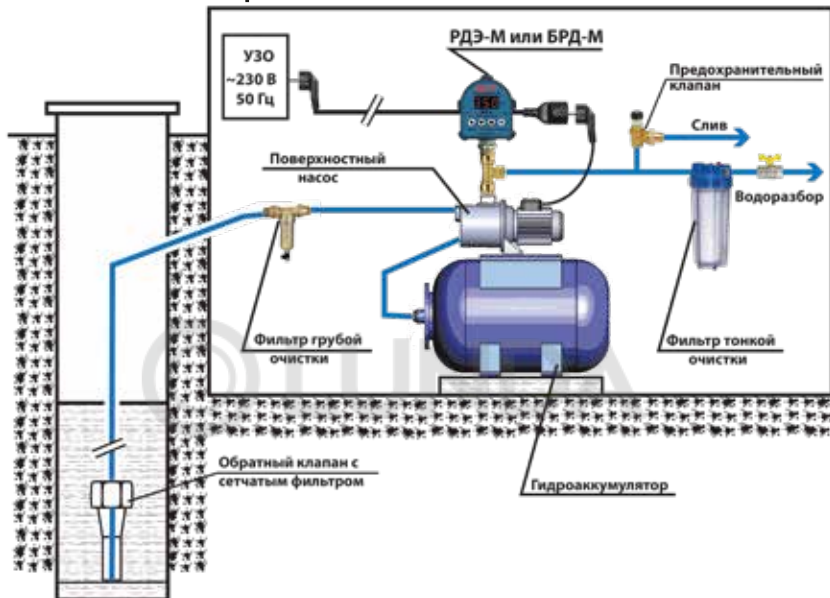 РДЭ-М или БРД-М
УЗО
~230 В
50 Гц
Предохранительный
клапан
Слив
Поверхностный
насос
Водоразбор
Фильтр грубой
очистки
Фильтр тонкой
очистки
Обратный клапан с
сетчатым фильтром
Гидроаккумулятор